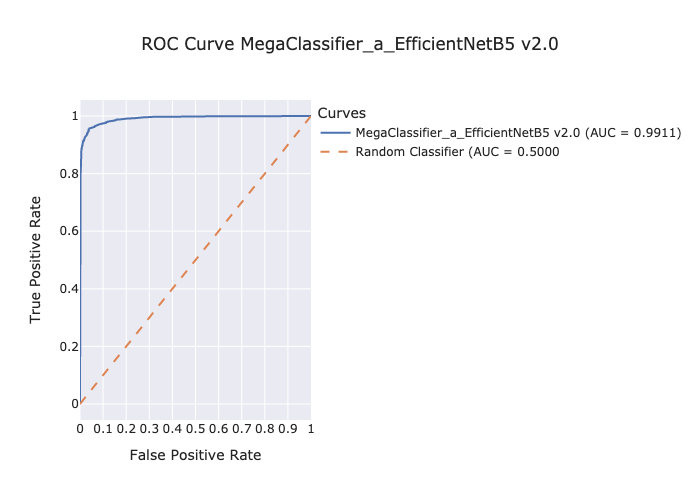 ROC Curve MegaClassifier_a_EfficientNetB5 v2.0
Curves
MegaClassifier_a_EfficientNetB5 v2.0 (AUC = 0.9911)
Random Classifier (AUC = 0.5000
True Positive Rate
1
0.8
0.6
0.4
0.2
0
0 0.1 0.2 0.3 0.4 0.5 0.6 0.7 0.8 0.9 1
False Positive Rate